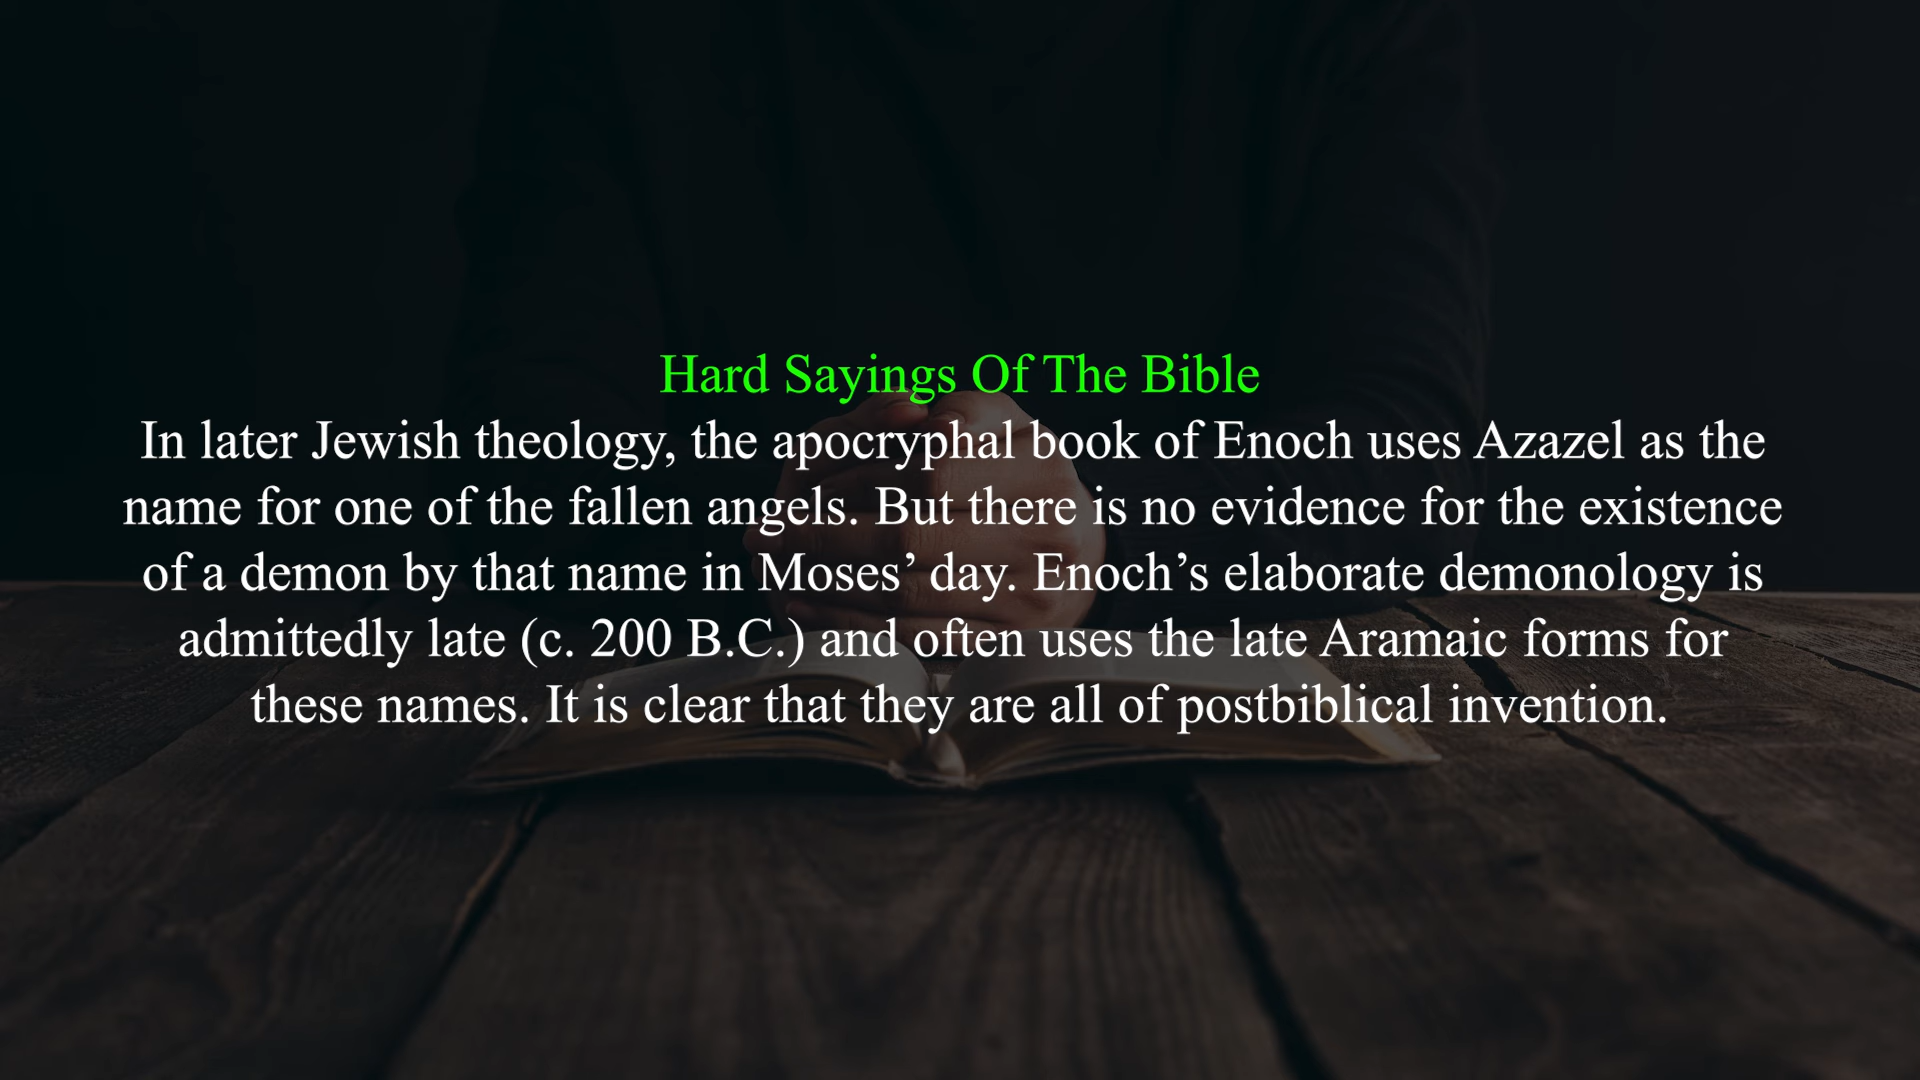 Hard Sayings Of The Bible
In later Jewish theology, the apocryphal book of Enoch uses Azazel as the
name for one of the fallen angels. But there is no evidence for the existence
of a demon by that name in Moses’ day. Enoch’s elaborate demonology is
admittedly late (c. 200 B.C.) and often uses the late Aramaic forms for
these names. It is clear that they are all of postbiblical invention.